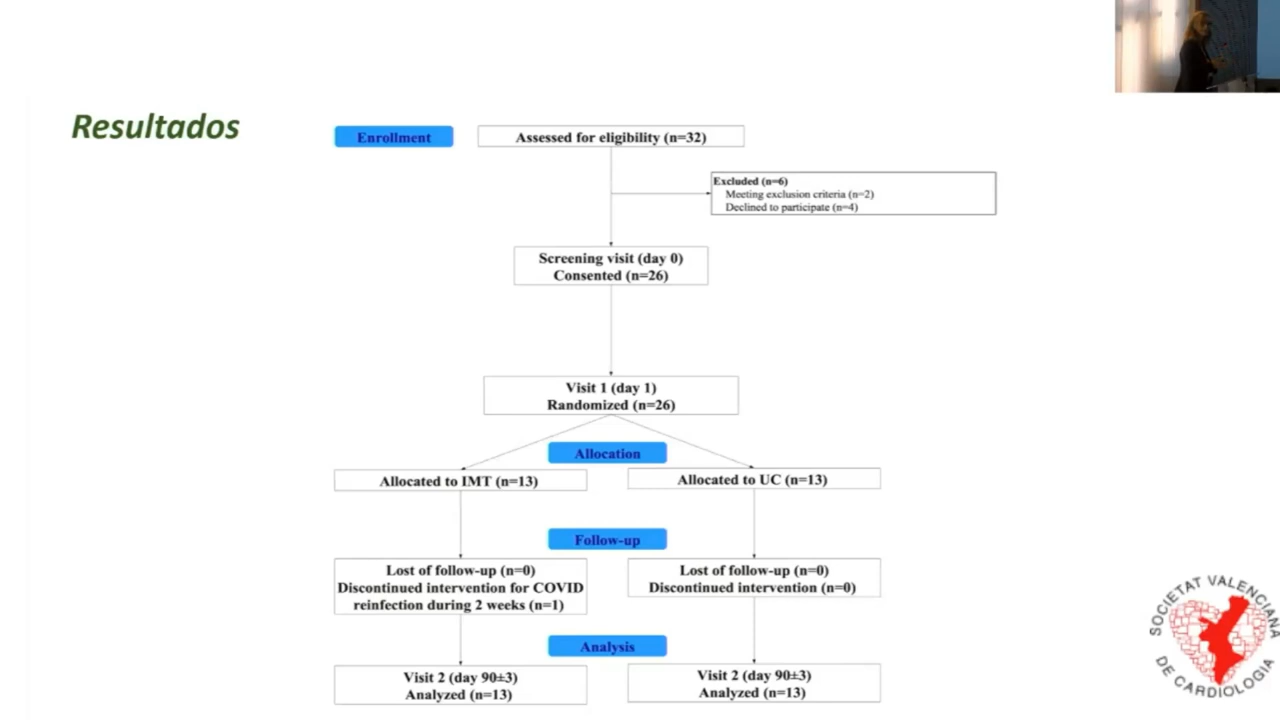 Resultados
Enrollment
Assessed for eligibility (n=32)
Excluded (n=6)
Meeting exclusion criteria (n=2)
Declined to participate (n=4)
Screening visit (day 0)
Consented (n=26)
Visit 1 (day 1)
Randomized (n=26)
Allocation
Allocated to IMT (n=13)
Allocated to UC (n=13)
Follow-up
Lost of follow-up (n=0)
Discontinued intervention for COVID
reinfection during 2 weeks (n=1)
Lost of follow-up (n=0)
Discontinued intervention (n=0)
Analysis
Visit 2 (day 90±3)
Analyzed (n=13)
Visit 2 (day 90±3)
Analyzed (n=13)
SOCIETAT VALENCIANA
DE CARDIOLOGIA